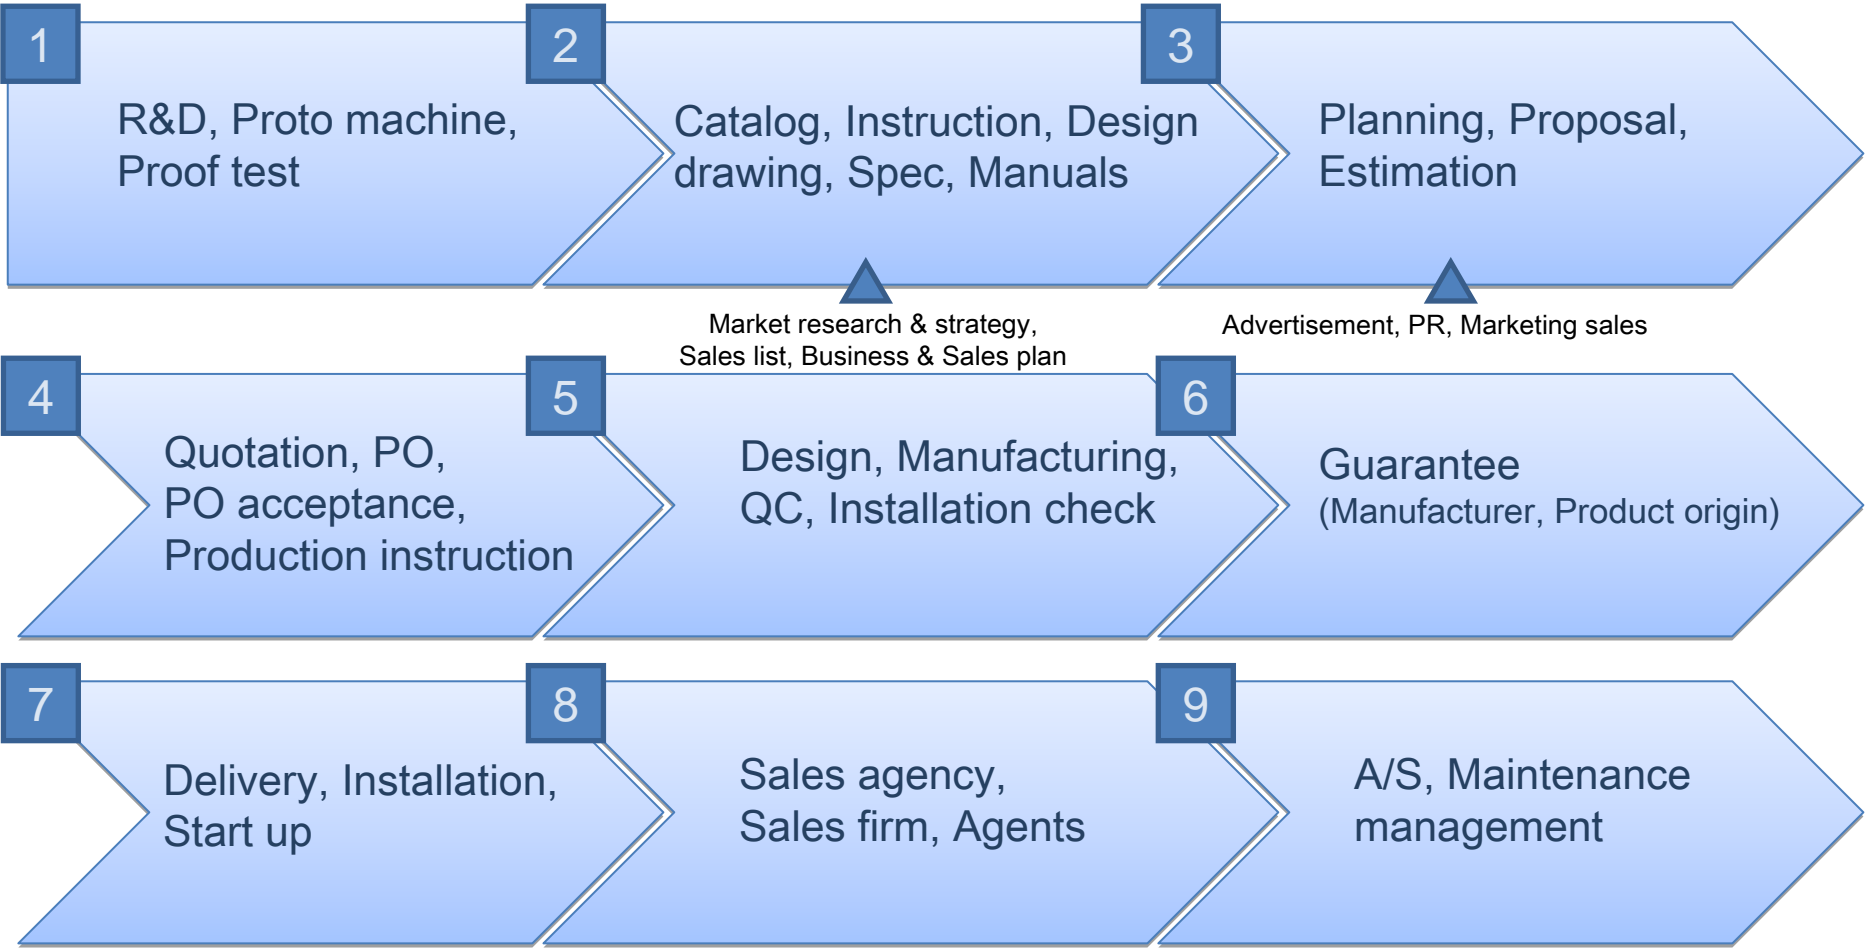 1
R&D, Proto machine,
Proof test
2
Catalog, Instruction, Design
drawing, Spec, Manuals
3
Planning, Proposal,
Estimation
Market research & strategy,
Sales list, Business & Sales plan
Advertisement, PR, Marketing sales
4
Quotation, PO,
PO acceptance,
Production instruction
5
Design, Manufacturing,
QC, Installation check
6
Guarantee
(Manufacturer, Product origin)
7
Delivery, Installation,
Start up
8
Sales agency,
Sales firm, Agents
9
A/S, Maintenance
management